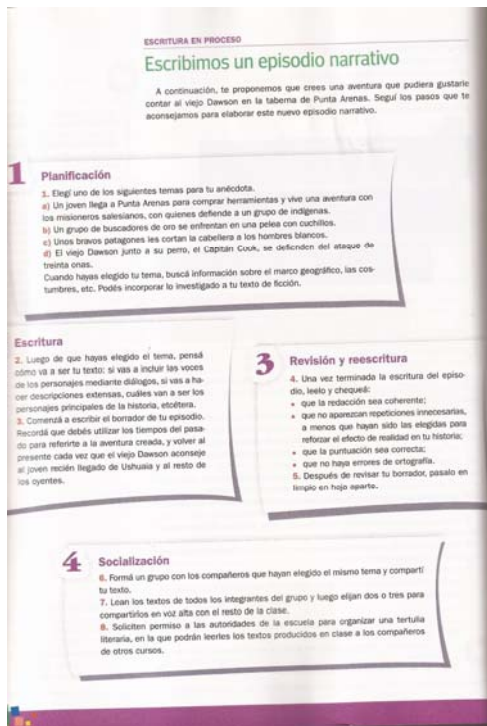 ESCRITURA EN PROCESO
Escribimos un episodio narrativo
A continuación, te proponemos que crees una aventura que pudiera gustarle
contar al viejo Dawson en la taberna de Punta Arenas. Seguí los pasos que te
aconsejamos para elaborar este nuevo episodio narrativo.
1 Planificación
1. Elegí uno de los siguientes temas para tu anécdota.
a) Un joven llega a Punta Arenas para comprar herramientas y vive una aventura con
los misioneros salesianos, con quienes defiende a un grupo de indígenas.
b) Un grupo de buscadores de oro se enfrentan en una pelea con cuchillos.
c) Unos bravos patagones les cortan la cabellera a los hombres blancos.
d) El viejo Dawson junto a su perro, el Capitán Cook, se defienden del ataque de
treinta onas.
Cuando hayas elegido tu tema, buscá información sobre el marco geográfico, las cos-
tumbres, etc. Podés incorporar lo investigado a tu texto de ficción.
Escritura
2. Luego de que hayas elegido el tema, pensá
cómo va a ser tu texto: si vas a incluir las voces
de los personajes mediante diálogos, si vas a ha-
cer descripciones extensas, cuáles van a ser los
personajes principales de la historia, etcétera.
3. Comenzá a escribir el borrador de tu episodio.
Recordá que debés utilizar los tiempos del pasa-
do para referirte a la aventura creada, y volver al
presente cada vez que el viejo Dawson aconseje
al joven recién llegado de Ushuaia y al resto de
los oyentes.
3 Revisión y reescritura
4. Una vez terminada la escritura del episo-
dio, leelo y chequeá:
• que la redacción sea coherente;
• que no aparezcan repeticiones innecesarias,
a menos que hayan sido las elegidas para
reforzar el efecto de realidad en tu historia;
• que la puntuación sea correcta;
• que no haya errores de ortografía.
5. Después de revisar tu borrador, pasalo en
limpio en hoja aparte.
4 Socialización
6. Formá un grupo con los compañeros que hayan elegido el mismo tema y compartí
tu texto.
7. Lean los textos de todos los integrantes del grupo y luego elijan dos o tres para
compartirlos en voz alta con el resto de la clase.
8. Soliciten permiso a las autoridades de la escuela para organizar una tertulia
literaria, en la que podrán leerles los textos producidos en clase a los compañeros
de otros cursos.